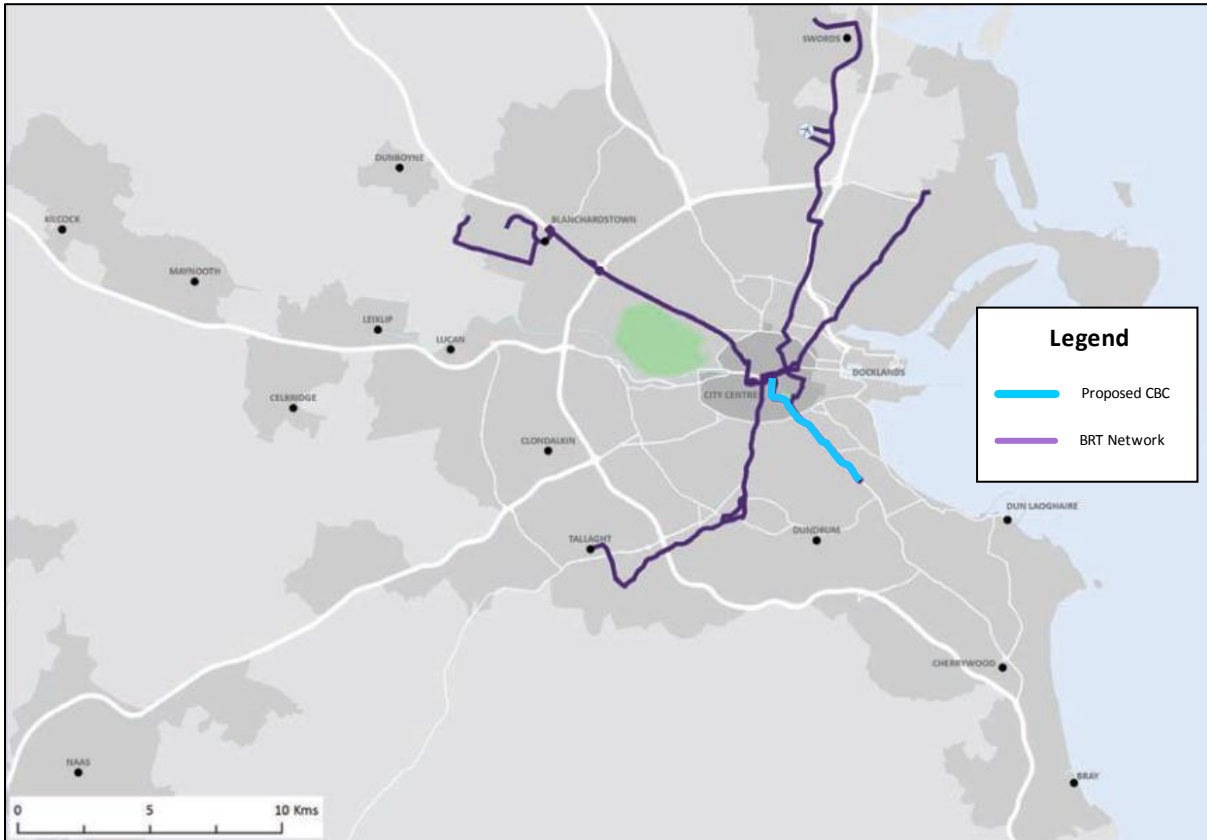 SWORDS
DUNBOYNE
KILCOCK
BLANCHARDSTOWN
MAYNOOTH
LEIXLIP
LUCAN
DOCKLANDS
CITY CENTRE
CELBRIDGE
CLONDALKIN
Legend
Proposed CBC
BRT Network
DUN LAOGHAIRE
TALLAGHT
DUNDRUM
CHERRYWOOD
NAAS
BRAY
0 5 10 Kms